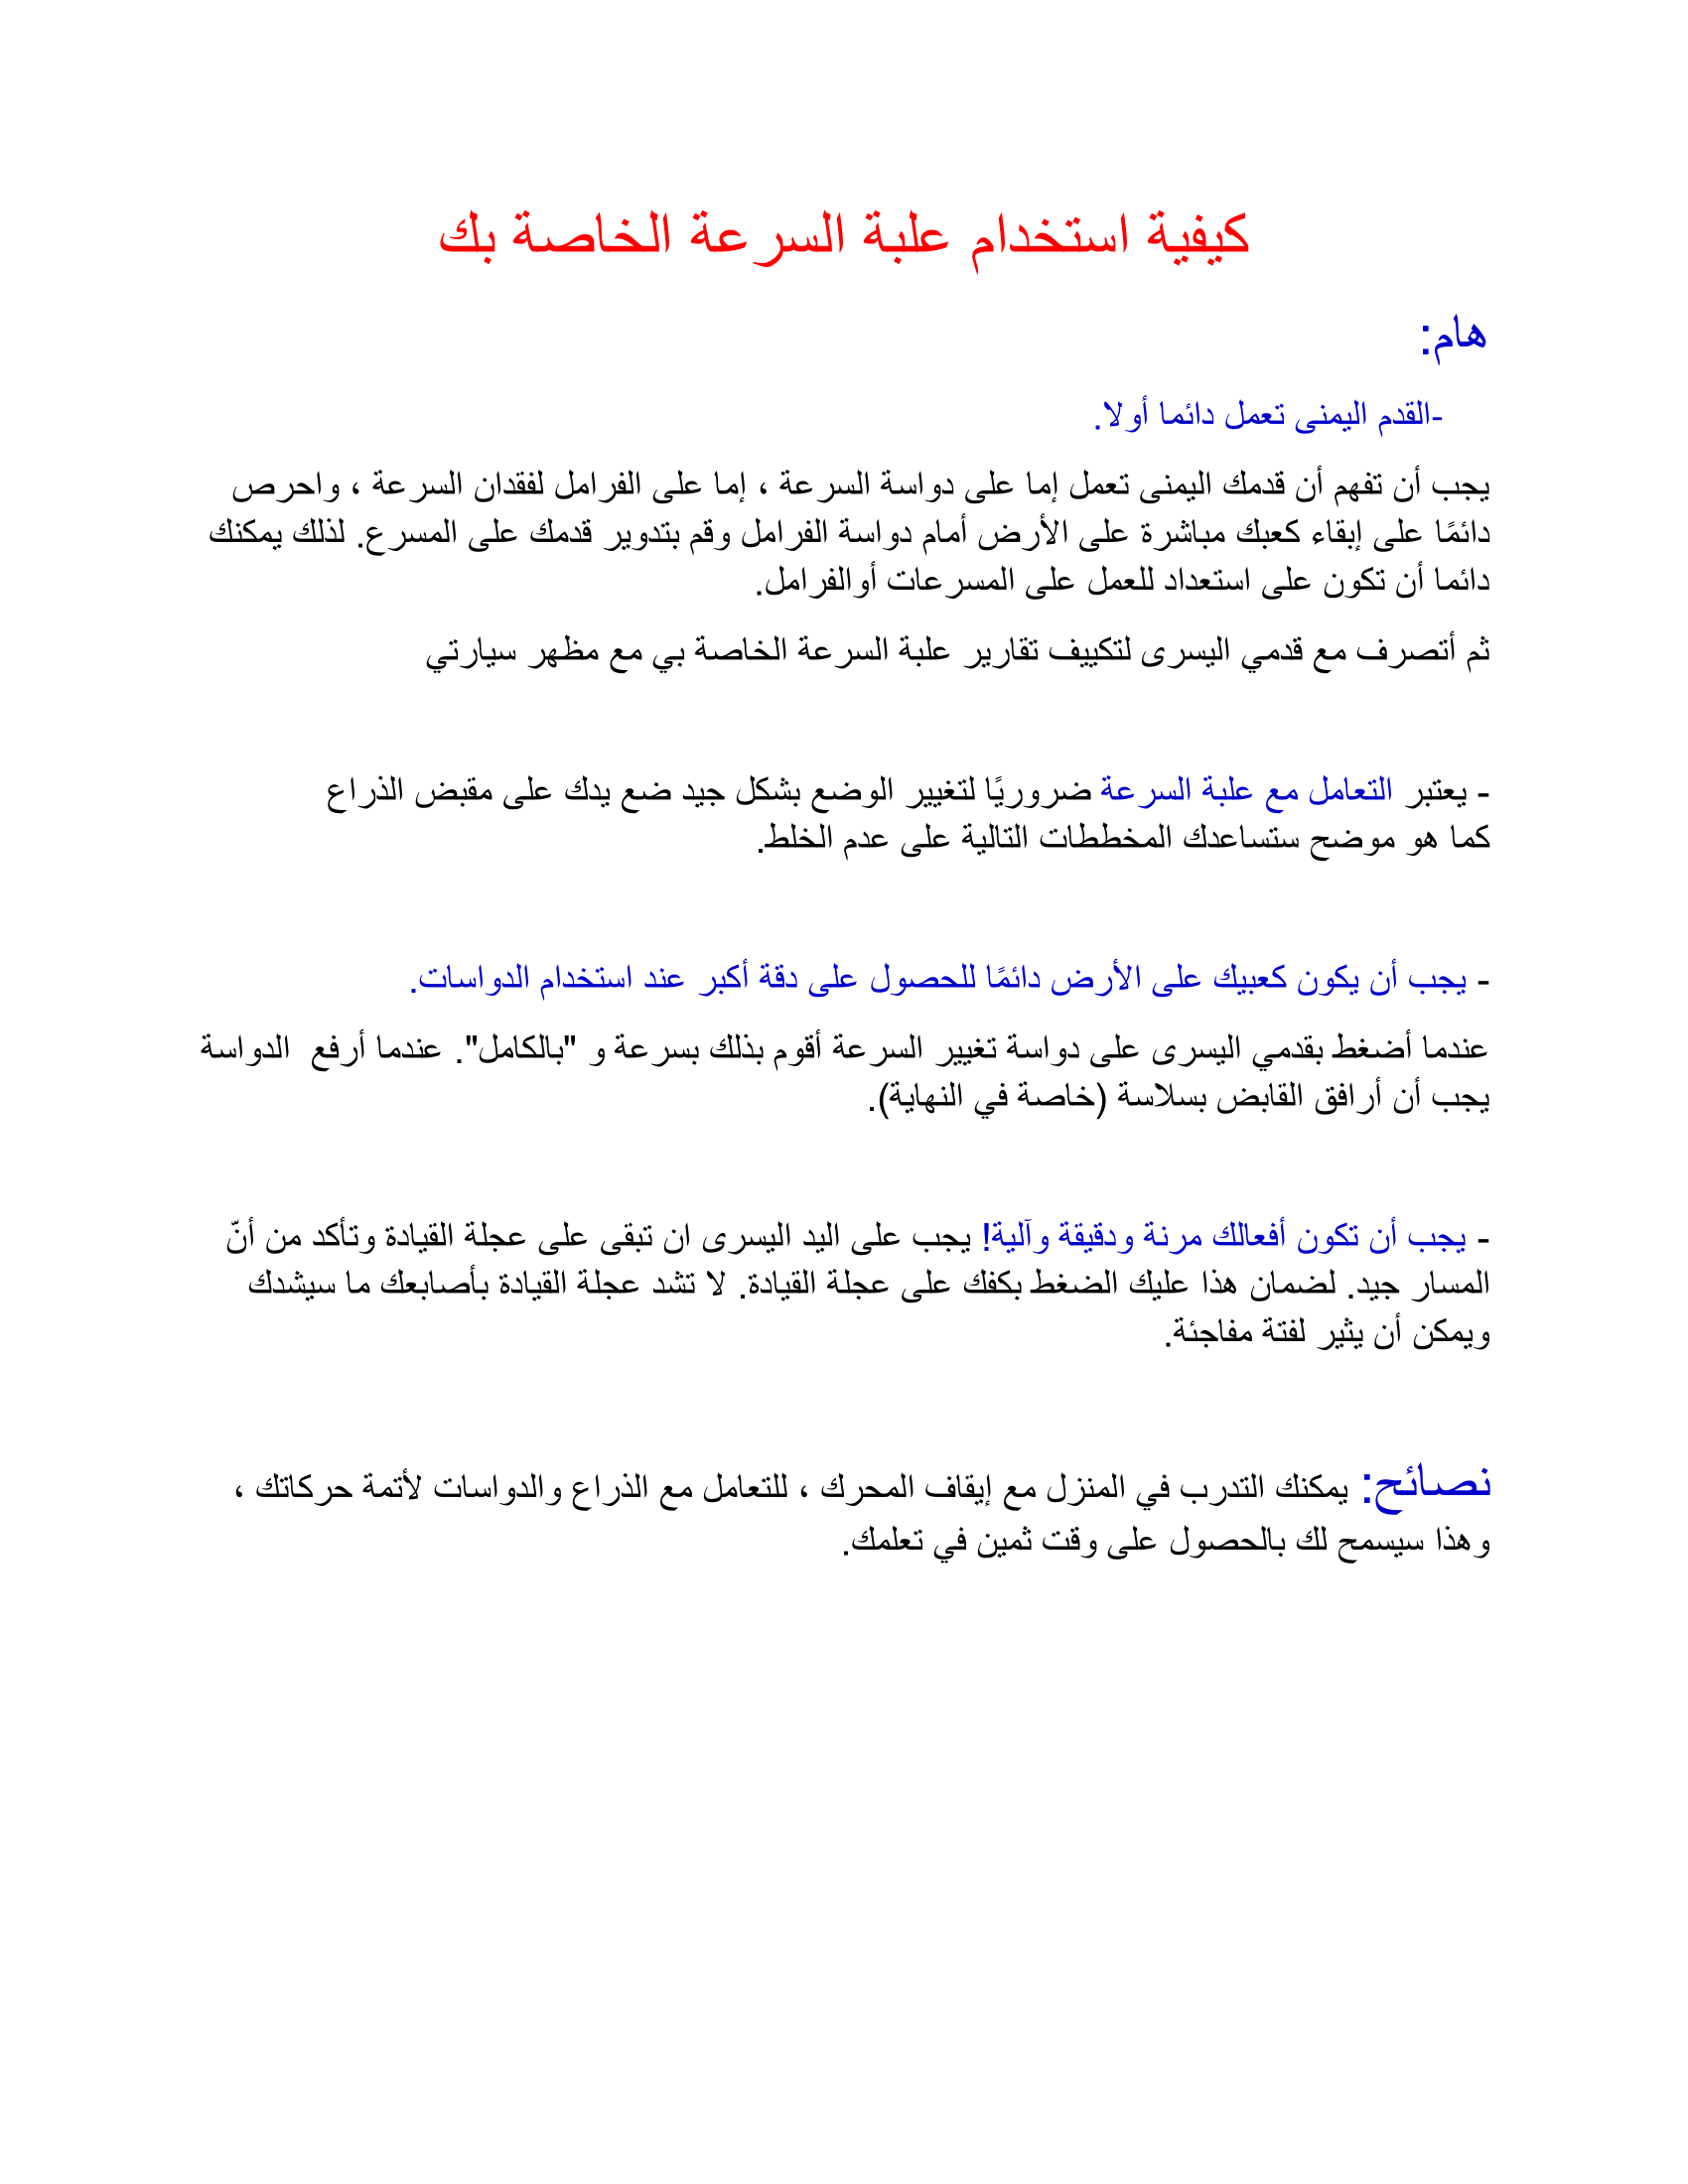 كيفية استخدام علبة السرعة الخاصة بك
هام:
-القدم اليمنى تعمل دائما أولا.
يجب أن تفهم أن قدمك اليمنى تعمل إما على دواسة السرعة ، إما على الفرامل لفقدان السرعة ، واحرص
دائمًا على إبقاء كعبك مباشرة على الأرض أمام دواسة الفرامل وقم بتدوير قدمك على المسرع. لذلك يمكنك
دائما أن تكون على استعداد للعمل على المسرعات أوالفرامل.
ثم أتصرف مع قدمي اليسرى لتكييف تقارير علبة السرعة الخاصة بي مع مظهر سيارتي
- يعتبر التعامل مع علبة السرعة ضروريًا لتغيير الوضع بشكل جيد ضع يدك على مقبض الذراع
كما هو موضح ستساعدك المخططات التالية على عدم الخلط.
- يجب أن يكون كعبيك على الأرض دائمًا للحصول على دقة أكبر عند استخدام الدواسات.
عندما أضغط بقدمي اليسرى على دواسة تغيير السرعة أقوم بذلك بسرعة و "بالكامل". عندما أرفع  الدواسة
يجب أن أرافق القابض بسلاسة (خاصة في النهاية).
- يجب أن تكون أفعالك مرنة ودقيقة وآلية! يجب على اليد اليسرى ان تبقى على عجلة القيادة وتأكد من أنّ
المسار جيد. لضمان هذا عليك الضغط بكفك على عجلة القيادة. لا تشد عجلة القيادة بأصابعك ما سيشدك
ويمكن أن يثير لفتة مفاجئة.
نصائح: يمكنك التدرب في المنزل مع إيقاف المحرك ، للتعامل مع الذراع والدواسات لأتمة حركاتك ،
وهذا سيسمح لك بالحصول على وقت ثمين في تعلمك.